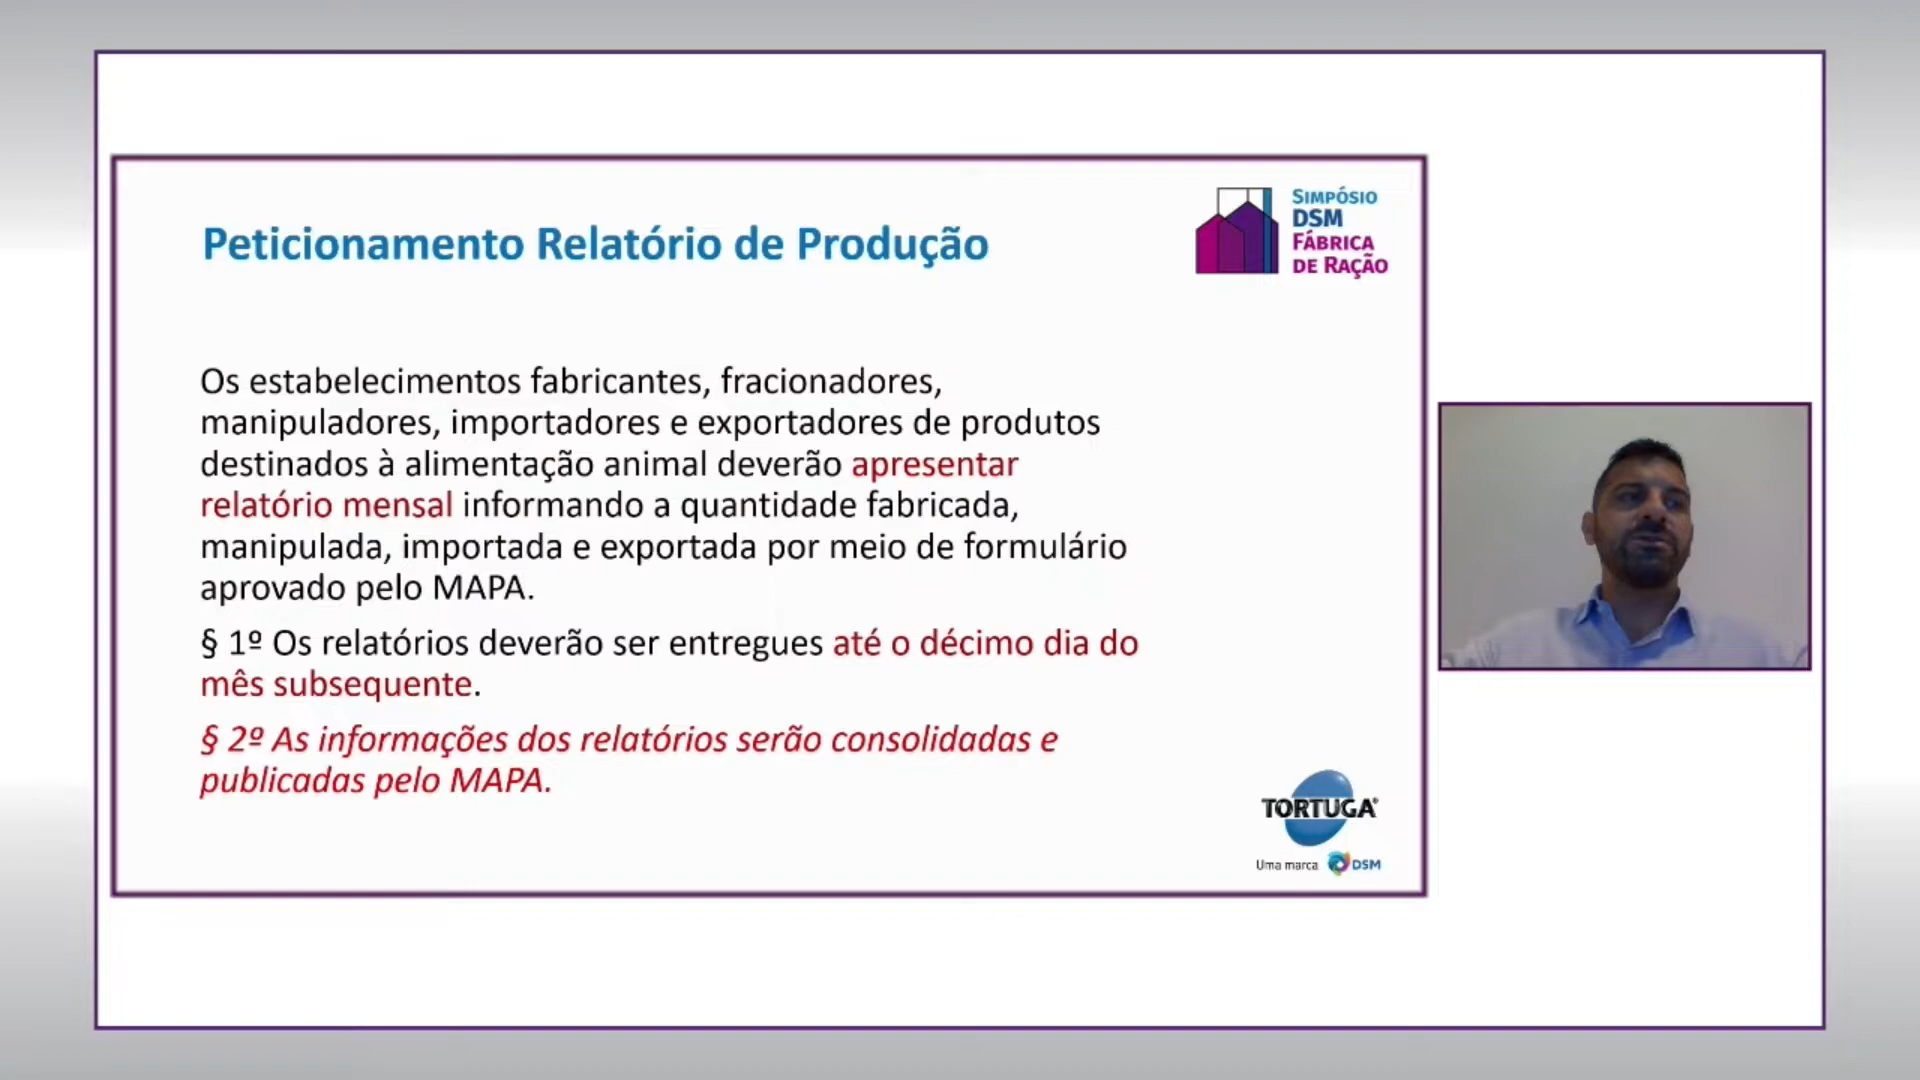 Peticionamento Relatório de Produção
SIMPÓSIO
DSM
FÁBRICA
DE RAÇÃO
Os estabelecimentos fabricantes, fracionadores,
manipuladores, importadores e exportadores de produtos
destinados à alimentação animal deverão apresentar
relatório mensal informando a quantidade fabricada,
manipulada, importada e exportada por meio de formulário
aprovado pelo MAPA.
§ 1º Os relatórios deverão ser entregues até o décimo dia do
mês subsequente.
§ 2º As informações dos relatórios serão consolidadas e
publicadas pelo MAPA.
TORTUGA®
Uma marca DSM